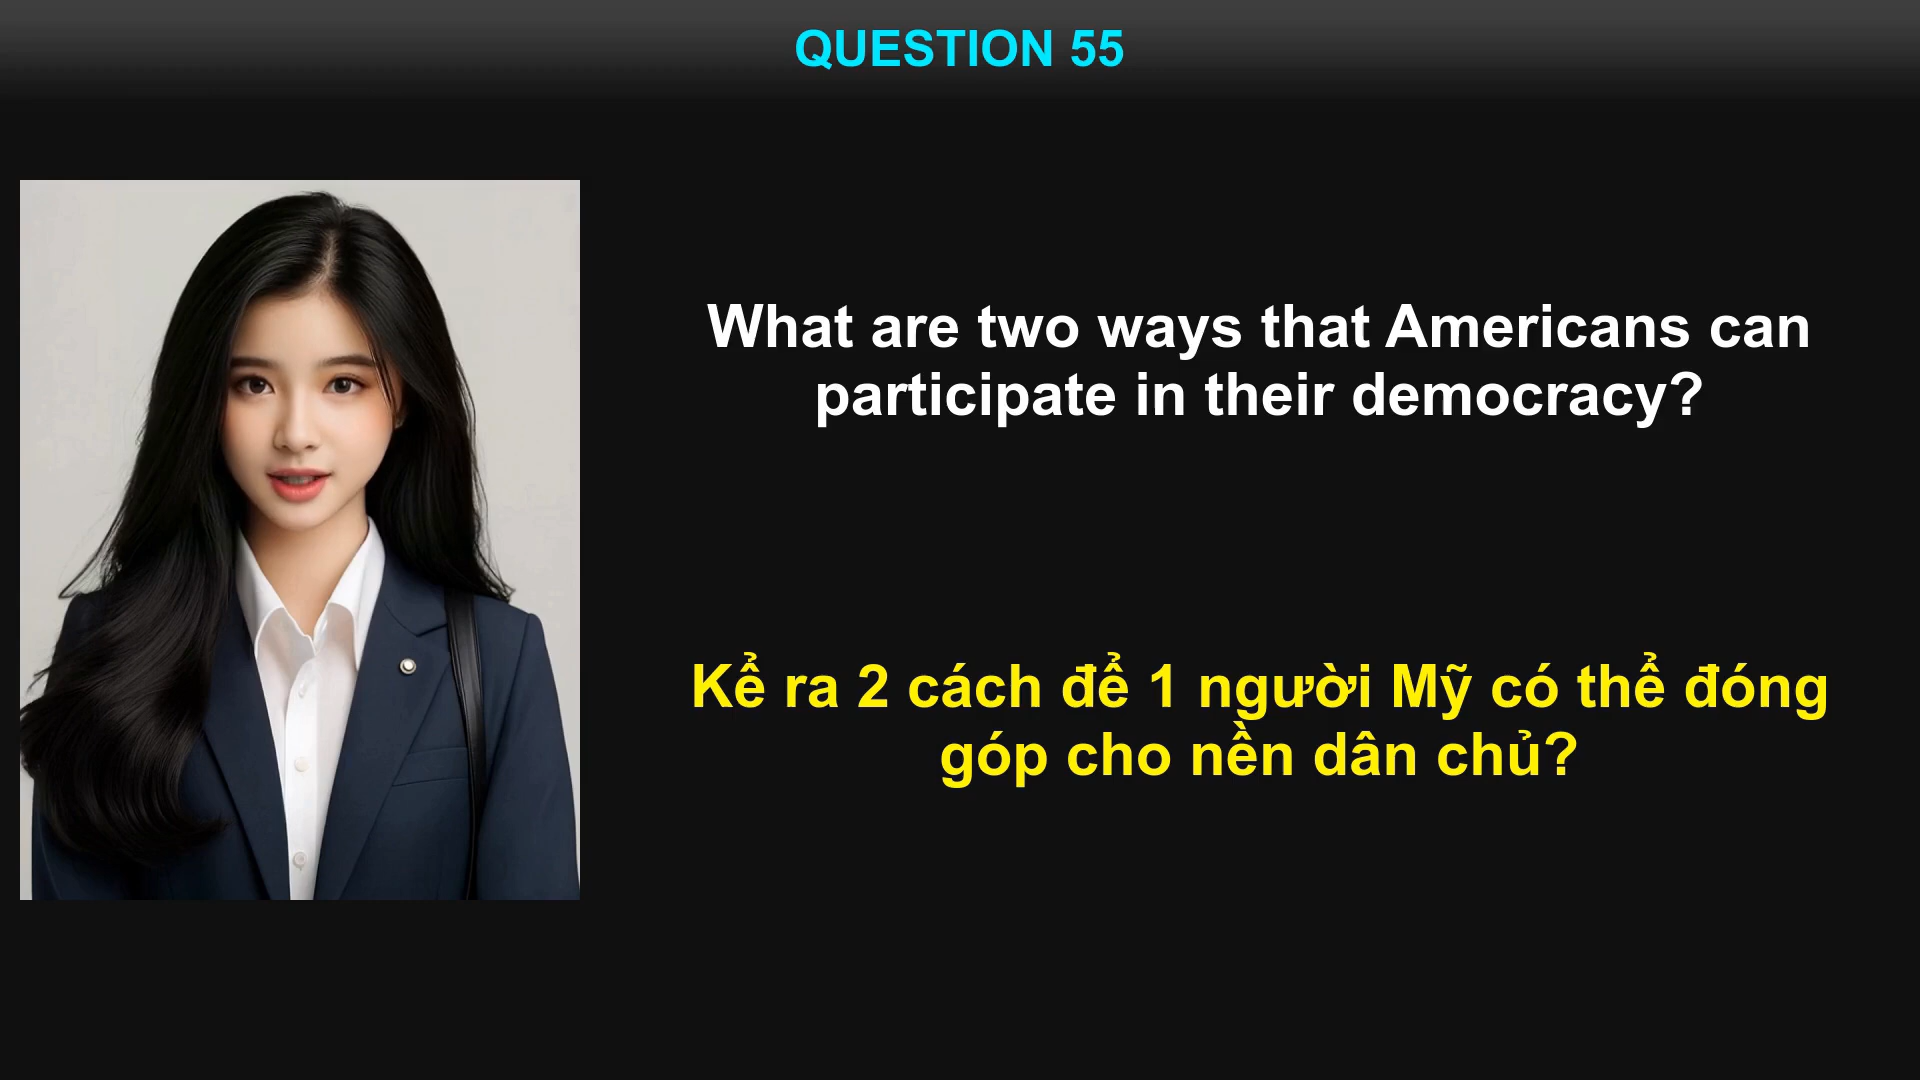 QUESTION 55
What are two ways that Americans can
participate in their democracy?
Kể ra 2 cách để 1 người Mỹ có thể đóng
góp cho nền dân chủ?